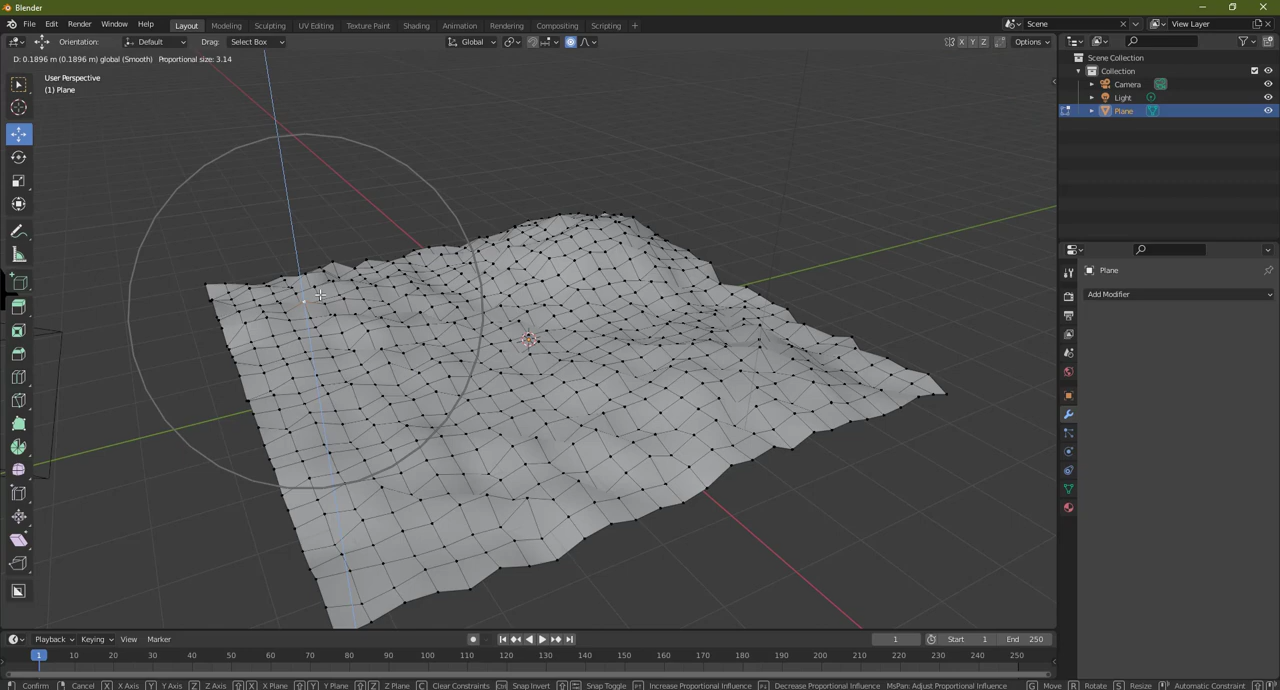 Blender
File Edit Render Window Help Layout Modeling Sculpting UV Editing Texture Paint Shading Animation Rendering Compositing Scripting + Scene View Layer
Orientation: Default Drag: Select Box Global X Y Z Options
D: 0.1896 m (0.1896 m) global (Smooth) Proportional size: 3.14
User Perspective
(1) Plane
Scene Collection
Collection
Camera
Light
Plane
Plane
Add Modifier
Playback Keying View Marker 1 Start 1 End 250
1 10 20 30 40 50 60 70 80 90 100 110 120 130 140 150 160 170 180 190 200 210 220 230 240 250
Confirm Cancel X X Axis Y Y Axis Z Z Axis X X Plane Y Y Plane Z Z Plane C Clear Constraints Snap Invert Snap Toggle Increase Proportional Influence Decrease Proportional Influence MsPan: Adjust Proportional Influence G Move R Rotate S Resize Automatic Constraint